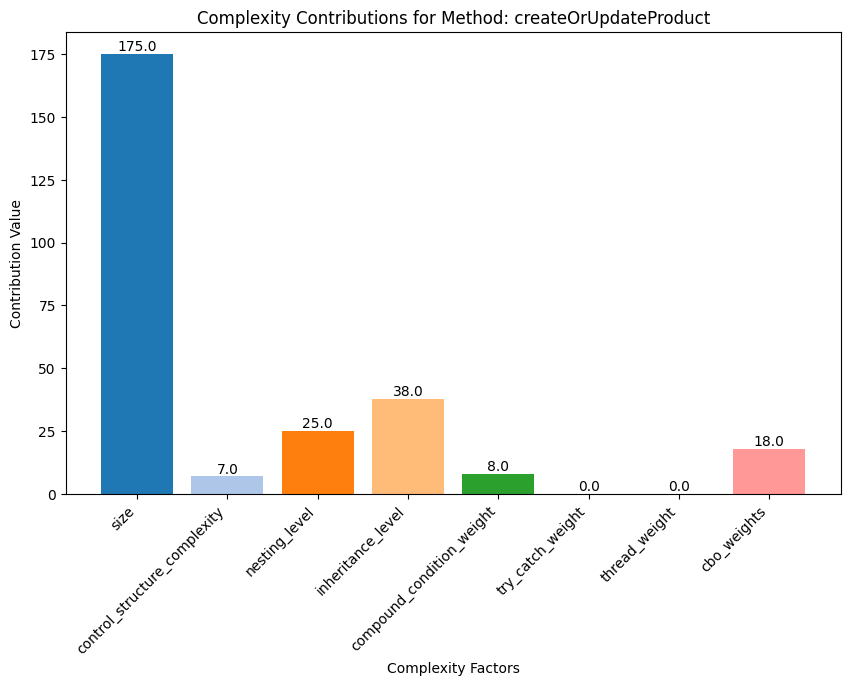 Complexity Contributions for Method: createOrUpdateProduct
Contribution Value
175
150
125
100
75
50
25
0
175.0
7.0
25.0
38.0
8.0
0.0
0.0
18.0
size
control_structure_complexity
nesting_level
inheritance_level
compound_condition_weight
try_catch_weight
thread_weight
cbo_weights
Complexity Factors